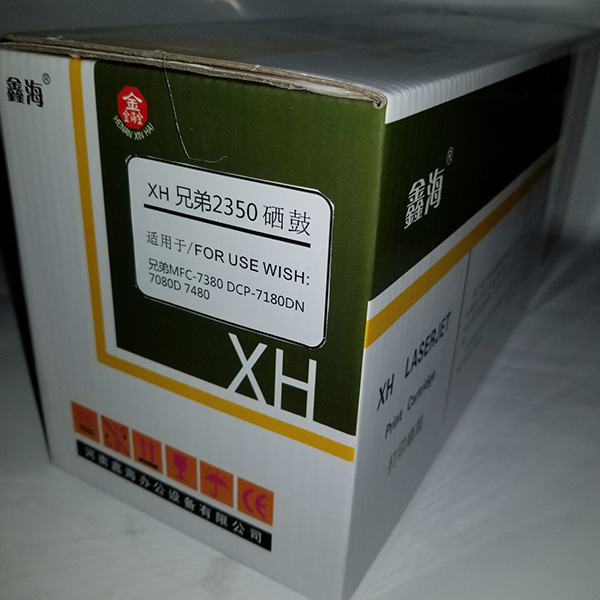 鑫海®
HENAN XIN HAI
XH 兄弟2350 硒鼓
适用于/FOR USE WISH:
兄弟MFC-7380 DCP-7180DN
7080D 7480
XH
河南鑫海办公设备有限公司
鑫海®
XH LASERJET
Print Cartridge
打印硒鼓